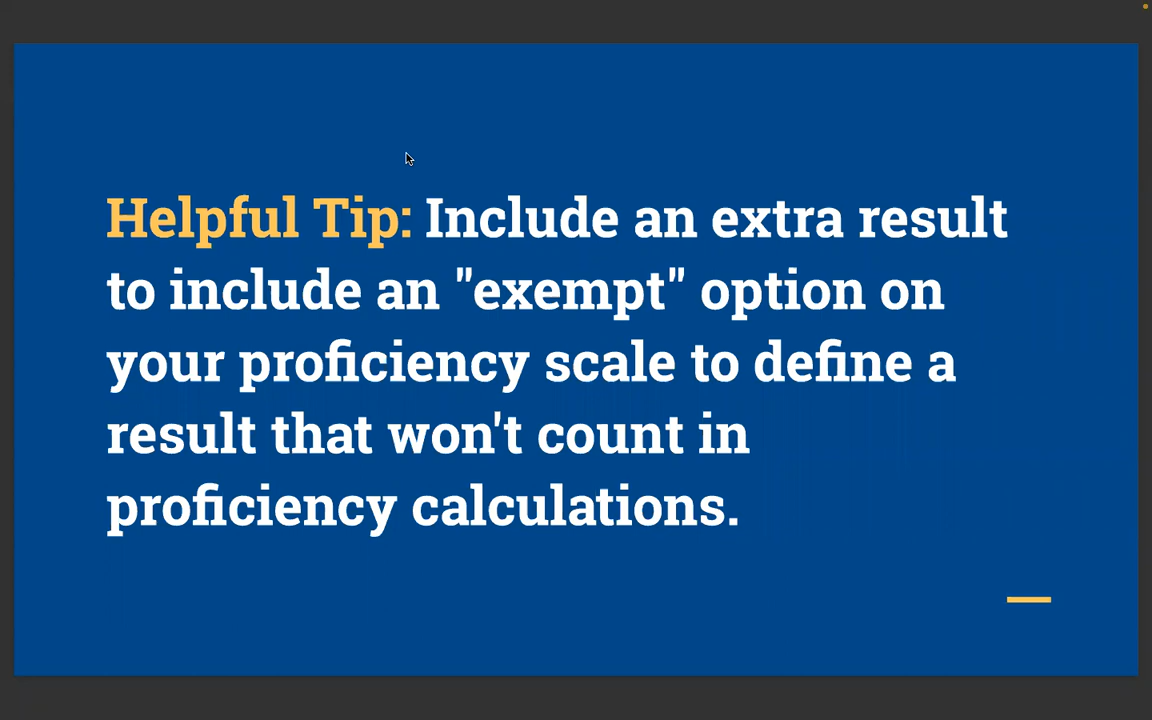 Helpful Tip: Include an extra result
to include an "exempt" option on
your proficiency scale to define a
result that won't count in
proficiency calculations.